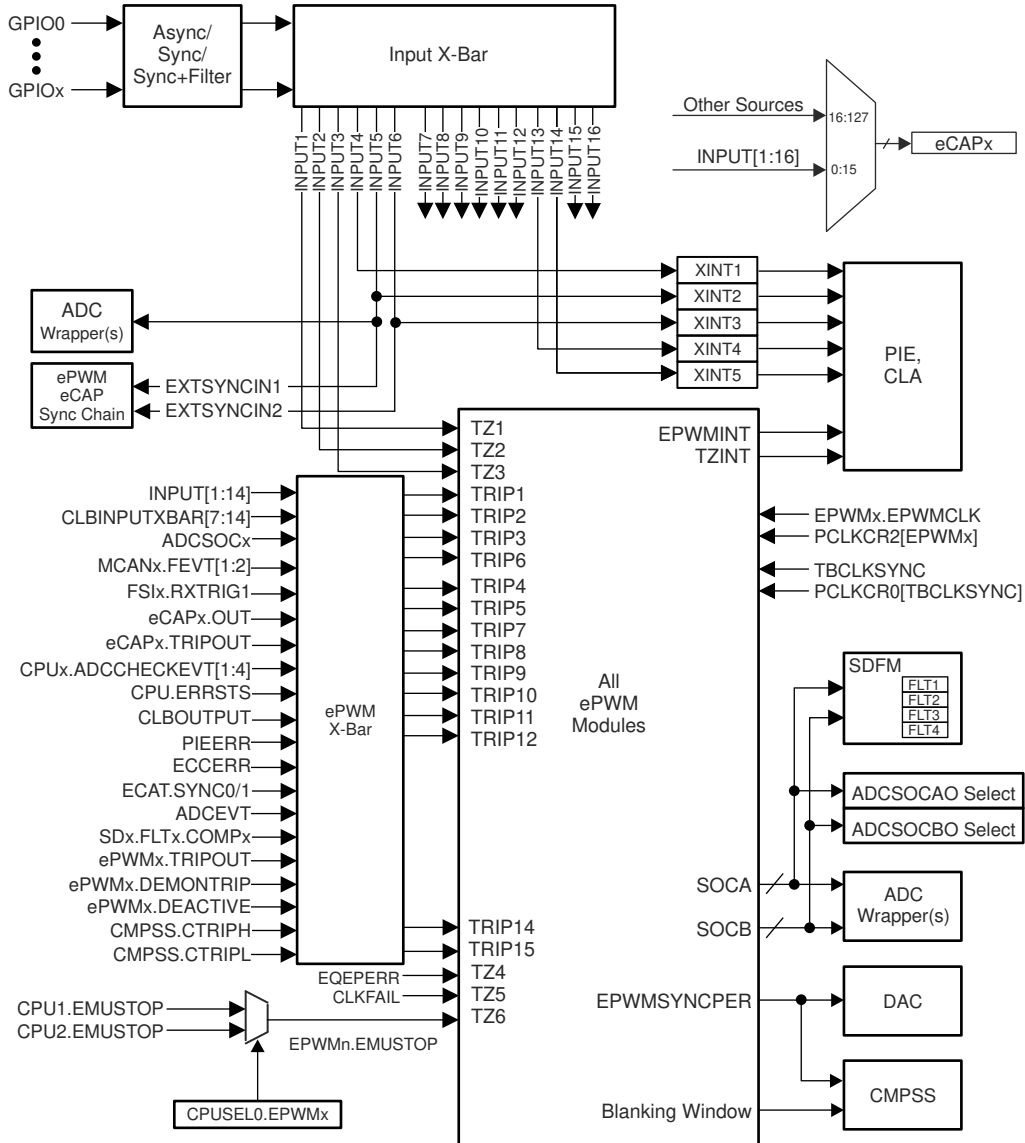 GPIO0
GPIOx
Async/
Sync/
Sync+Filter
Input X-Bar
INPUT1
INPUT2
INPUT3
INPUT4
INPUT5
INPUT6
INPUT7
INPUT8
INPUT9
INPUT10
INPUT11
INPUT12
INPUT13
INPUT14
INPUT15
INPUT16
Other Sources
16:127
INPUT[1:16]
0:15
eCAPx
XINT1
XINT2
XINT3
XINT4
XINT5
PIE,
CLA
ADC
Wrapper(s)
ePWM
eCAP
Sync Chain
EXTSYNCIN1
EXTSYNCIN2
TZ1
TZ2
TZ3
TRIP1
TRIP2
TRIP3
TRIP6
TRIP4
TRIP5
TRIP7
TRIP8
TRIP9
TRIP10
TRIP11
TRIP12
TRIP14
TRIP15
TZ4
TZ5
TZ6
INPUT[1:14]
CLBINPUTXBAR[7:14]
ADCSOCx
MCANx.FEVT[1:2]
FSIx.RXTRIG1
eCAPx.OUT
eCAPx.TRIPOUT
CPUx.ADCCHECKEVT[1:4]
CPU.ERRSTS
CLBOUTPUT
PIEERR
ECCERR
ECAT.SYNC0/1
ADCEVT
SDx.FLTx.COMPx
ePWMx.TRIPOUT
ePWMx.DEMONTRIP
ePWMx.DEACTIVE
CMPSS.CTRIPH
CMPSS.CTRIPL
ePWM
X-Bar
EQEPERR
CLKFAIL
CPU1.EMUSTOP
CPU2.EMUSTOP
EPWMn.EMUSTOP
CPUSEL0.EPWMx
All
ePWM
Modules
EPWMINT
TZINT
EPWMx.EPWMCLK
PCLKCR2[EPWMx]
TBCLKSYNC
PCLKCR0[TBCLKSYNC]
SDFM
FLT1
FLT2
FLT3
FLT4
ADCSOCAO Select
ADCSOCBO Select
SOCA
SOCB
ADC
Wrapper(s)
EPWMSYNCPER
DAC
CMPSS
Blanking Window